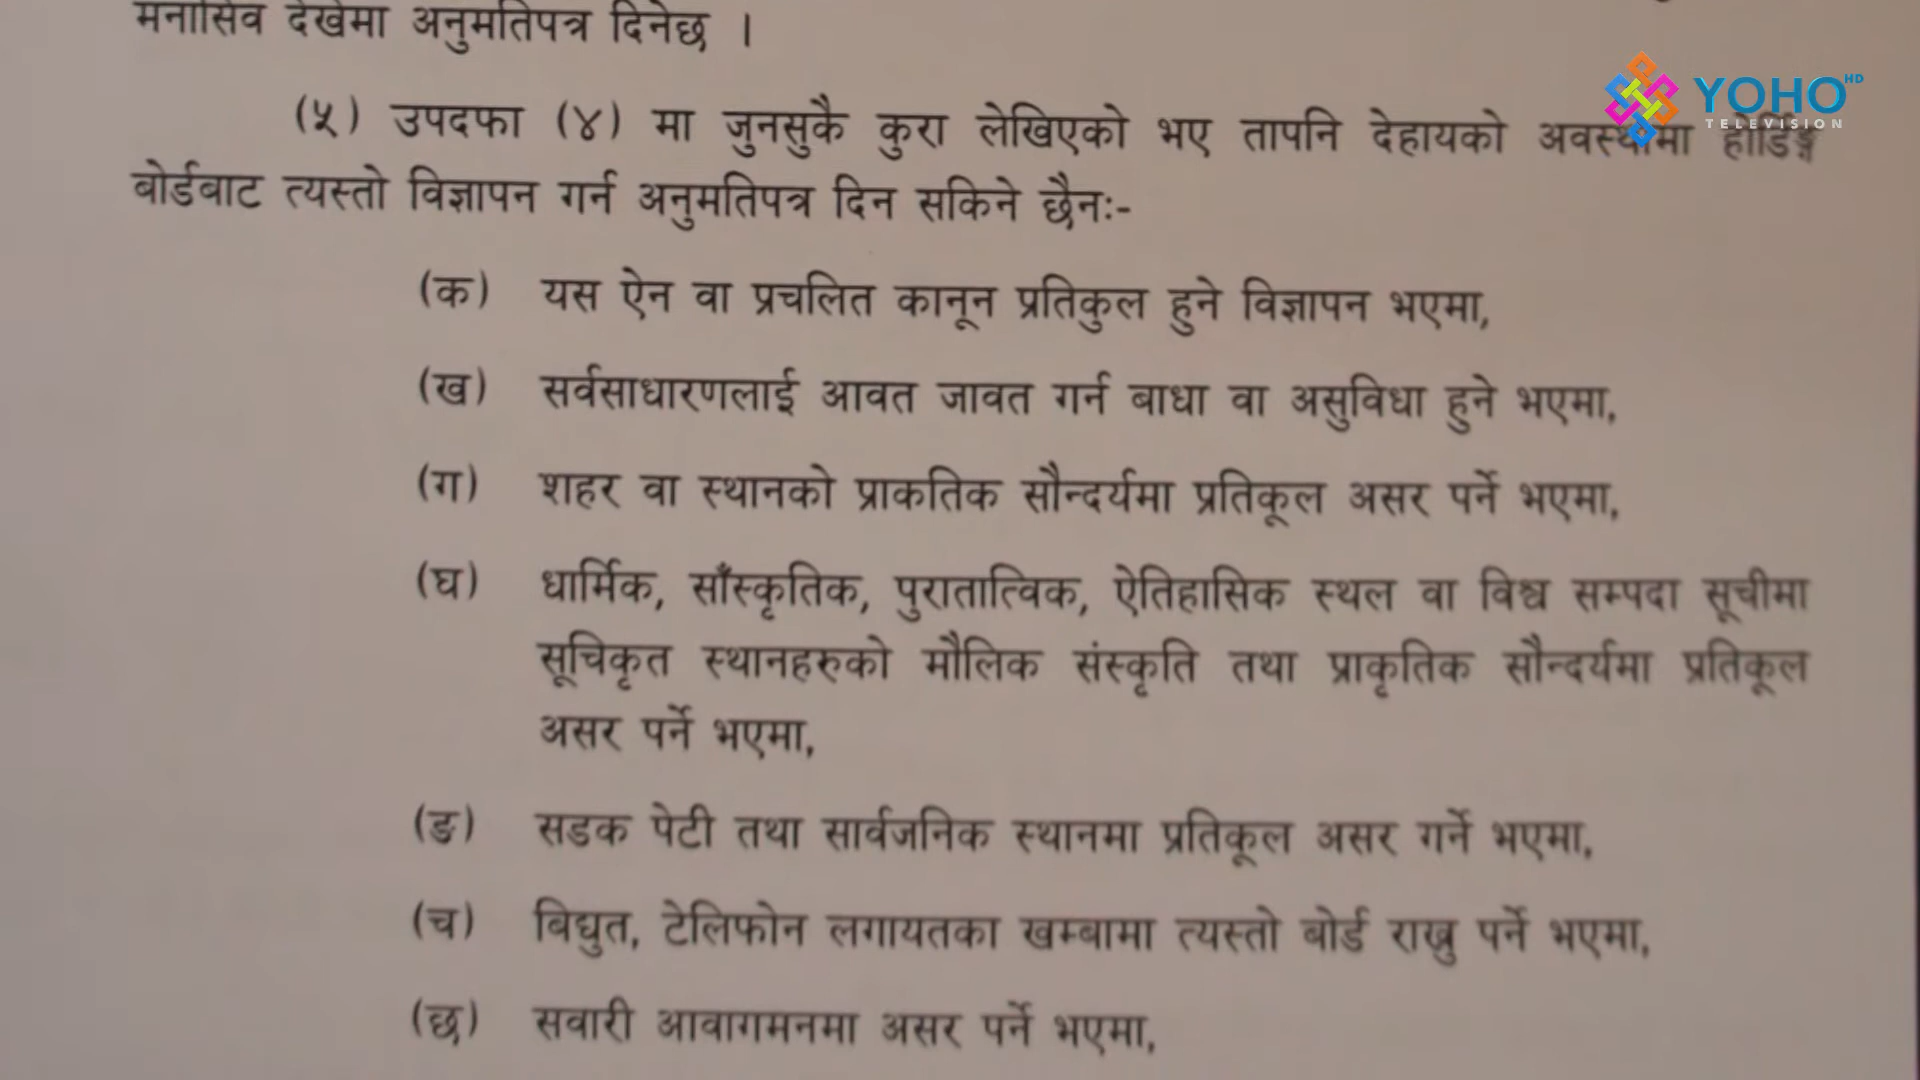 मनासिव देखेमा अनुमतिपत्र दिनेछ ।
YOHO HD
TELEVISION
(५) उपदफा (४) मा जुनसुकै कुरा लेखिएको भए तापनि देहायको अवस्थामा होर्डिङ्ग
बोर्डबाट त्यस्तो विज्ञापन गर्न अनुमतिपत्र दिन सकिने छैनः-
(क) यस ऐन वा प्रचलित कानून प्रतिकुल हुने विज्ञापन भएमा,
(ख) सर्वसाधारणलाई आवत जावत गर्न बाधा वा असुविधा हुने भएमा,
(ग) शहर वा स्थानको प्राकतिक सौन्दर्यमा प्रतिकूल असर पर्ने भएमा,
(घ) धार्मिक, साँस्कृतिक, पुरातात्विक, ऐतिहासिक स्थल वा विश्व सम्पदा सूचीमा
सूचिकृत स्थानहरुको मौलिक संस्कृति तथा प्राकृतिक सौन्दर्यमा प्रतिकूल
असर पर्ने भएमा,
(ङ) सडक पेटी तथा सार्वजनिक स्थानमा प्रतिकूल असर गर्ने भएमा,
(च) विद्युत, टेलिफोन लगायतका खम्बामा त्यस्तो बोर्ड राख्नु पर्ने भएमा,
(छ) सवारी आवागमनमा असर पर्ने भएमा,